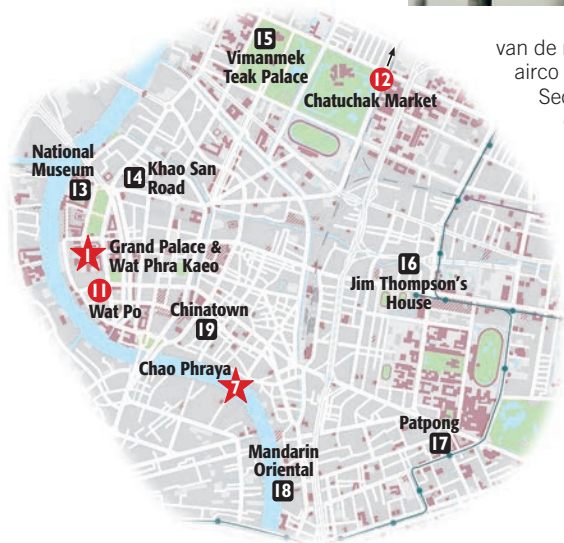 van de
airco
15
Vimanmek
Teak Palace
12
Chatuchak Market
National
Museum
13
14 Khao San
Road
1 Grand Palace &
Wat Phra Kaeo
11
Wat Po
16
Jim Thompson's
House
Chinatown
19
Chao Phraya
7
Patpong
17
Mandarin
Oriental
18